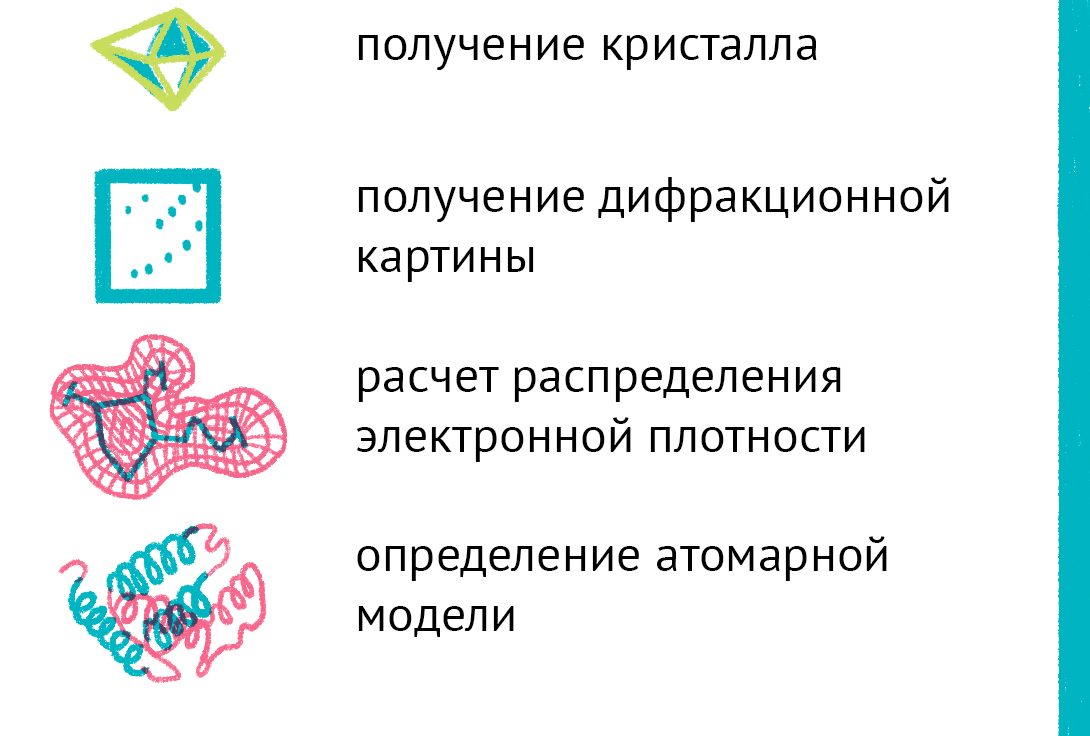 получение кристалла
получение дифракционной
картины
расчет распределения
электронной плотности
определение атомарной
модели